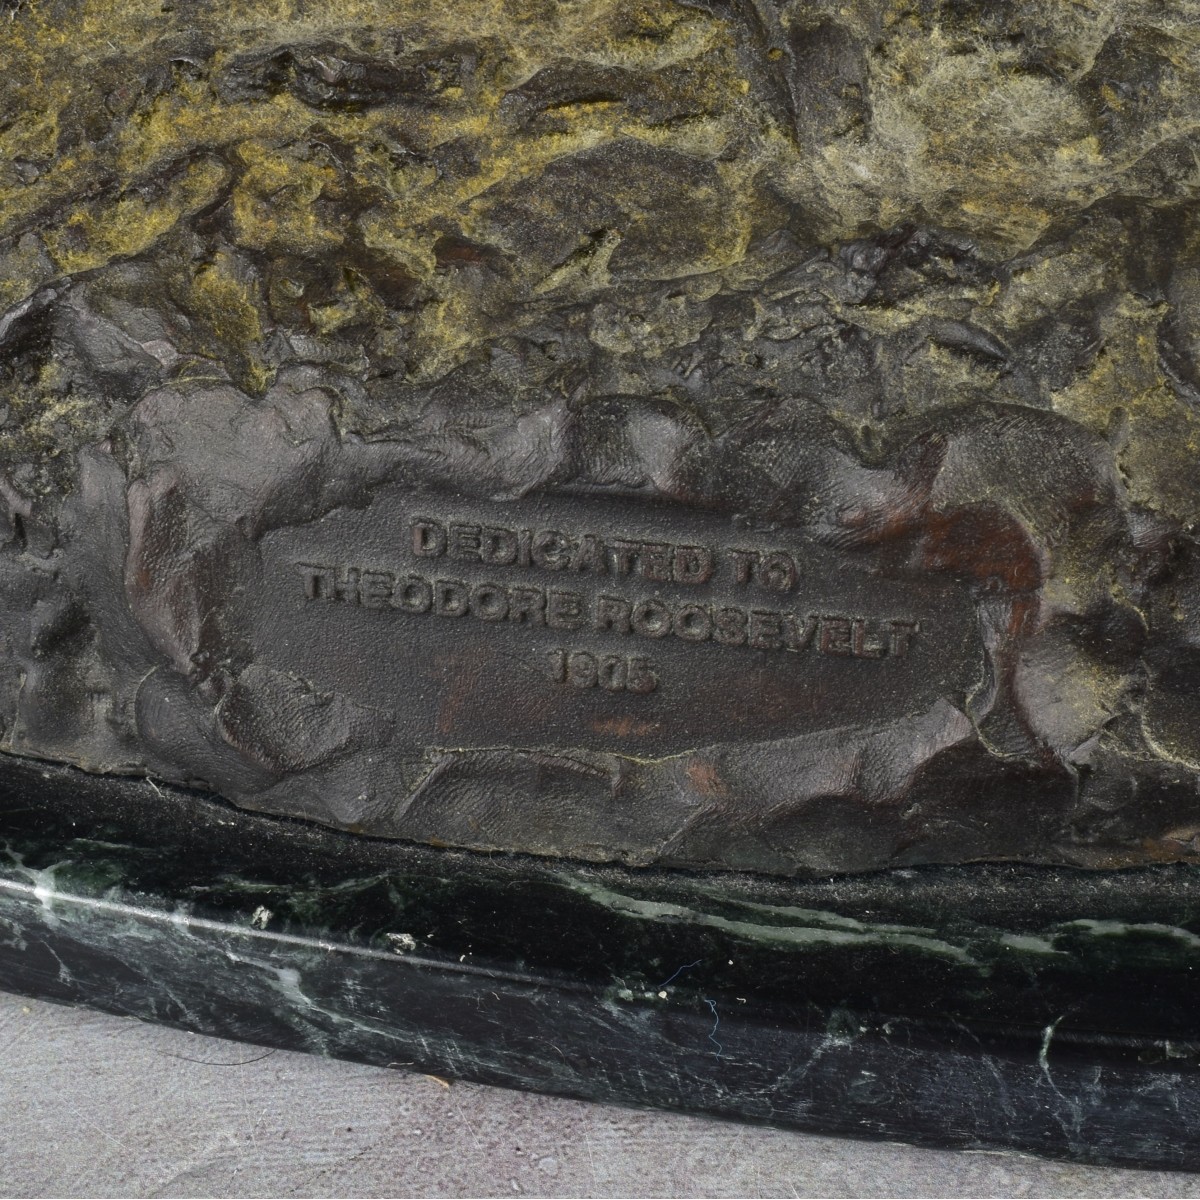 DEDICATED TO
THEODORE ROOSEVELT
1905